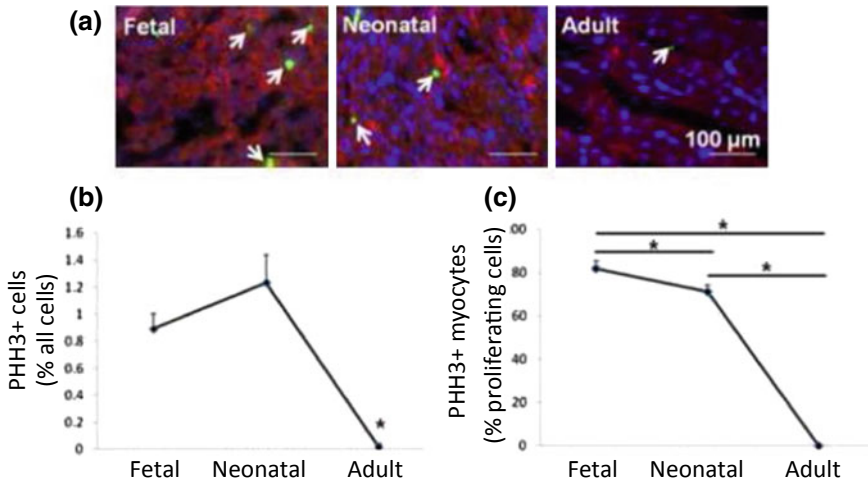 (a)
Fetal
Neonatal
Adult
100 µm
(b)
PHH3+ cells
(% all cells)
1.6
1.4
1.2
1
0.8
0.6
0.4
0.2
0
*
Fetal Neonatal Adult
(c)
PHH3+ myocytes
(% proliferating cells)
00
80
60
40
20
0
*
*
*
Fetal Neonatal Adult